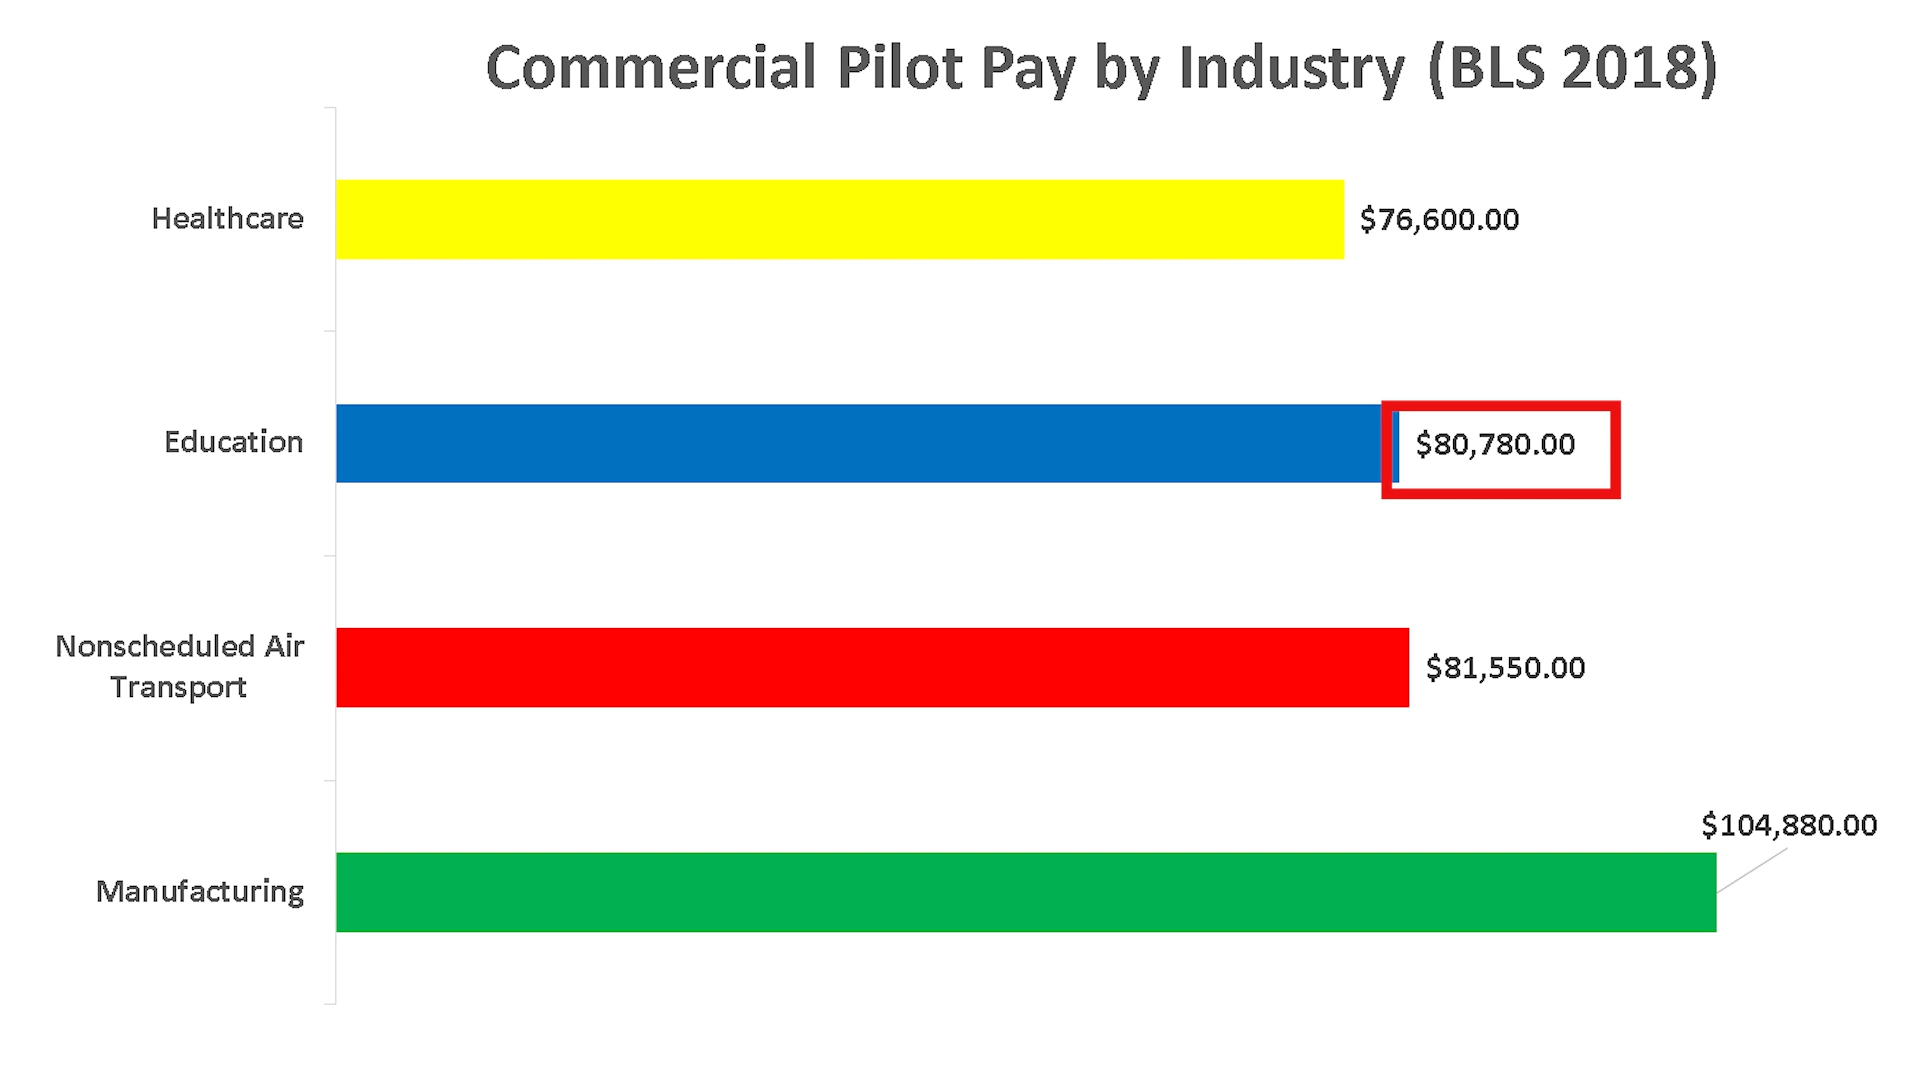 Commercial Pilot Pay by Industry (BLS 2018)
Healthcare
$76,600.00
Education
$80,780.00
Nonscheduled Air
Transport
$81,550.00
Manufacturing
$104,880.00